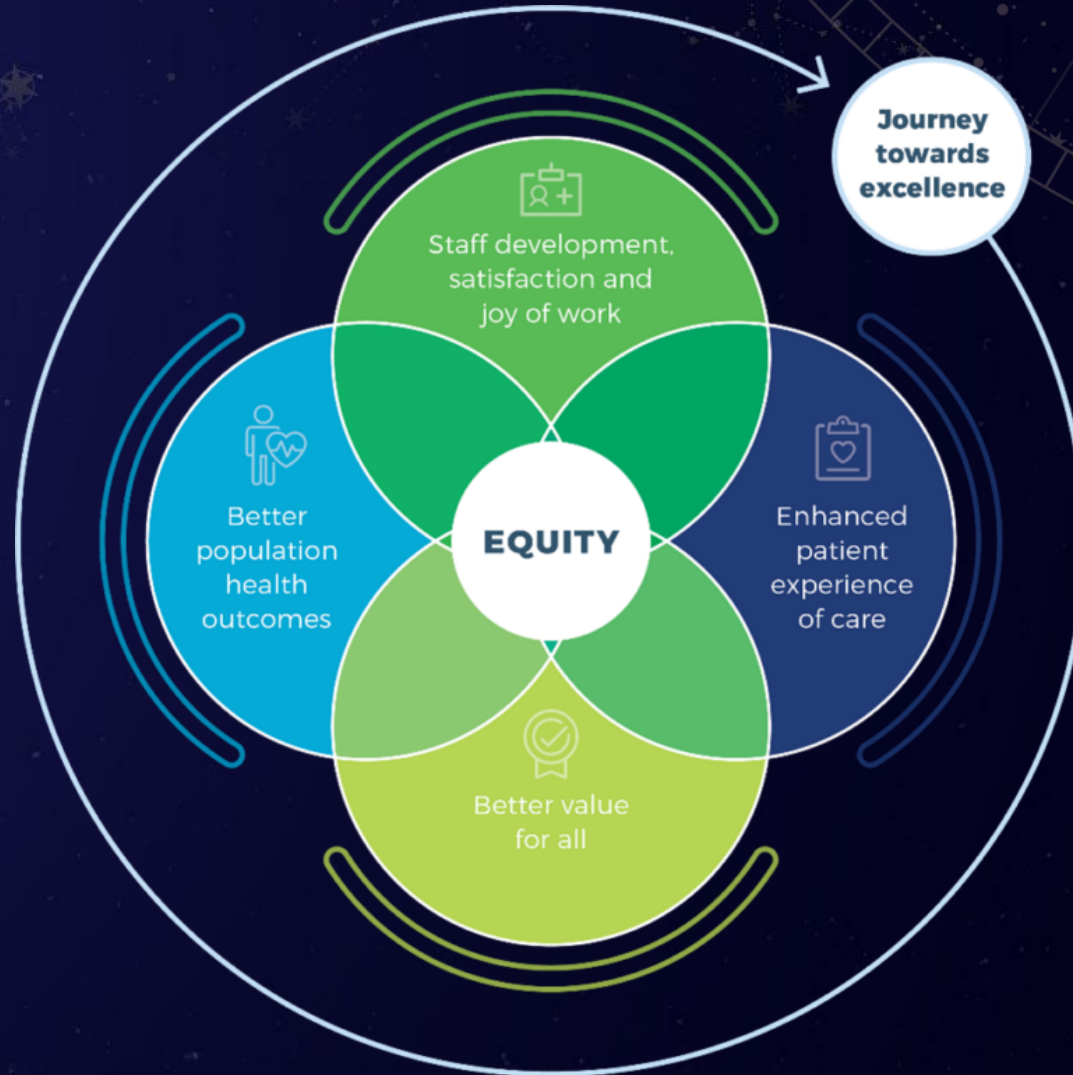 Journey
towards
excellence
Staff development,
satisfaction and
joy of work
Better
population
health
outcomes
EQUITY
Enhanced
patient
experience
of care
Better value
for all